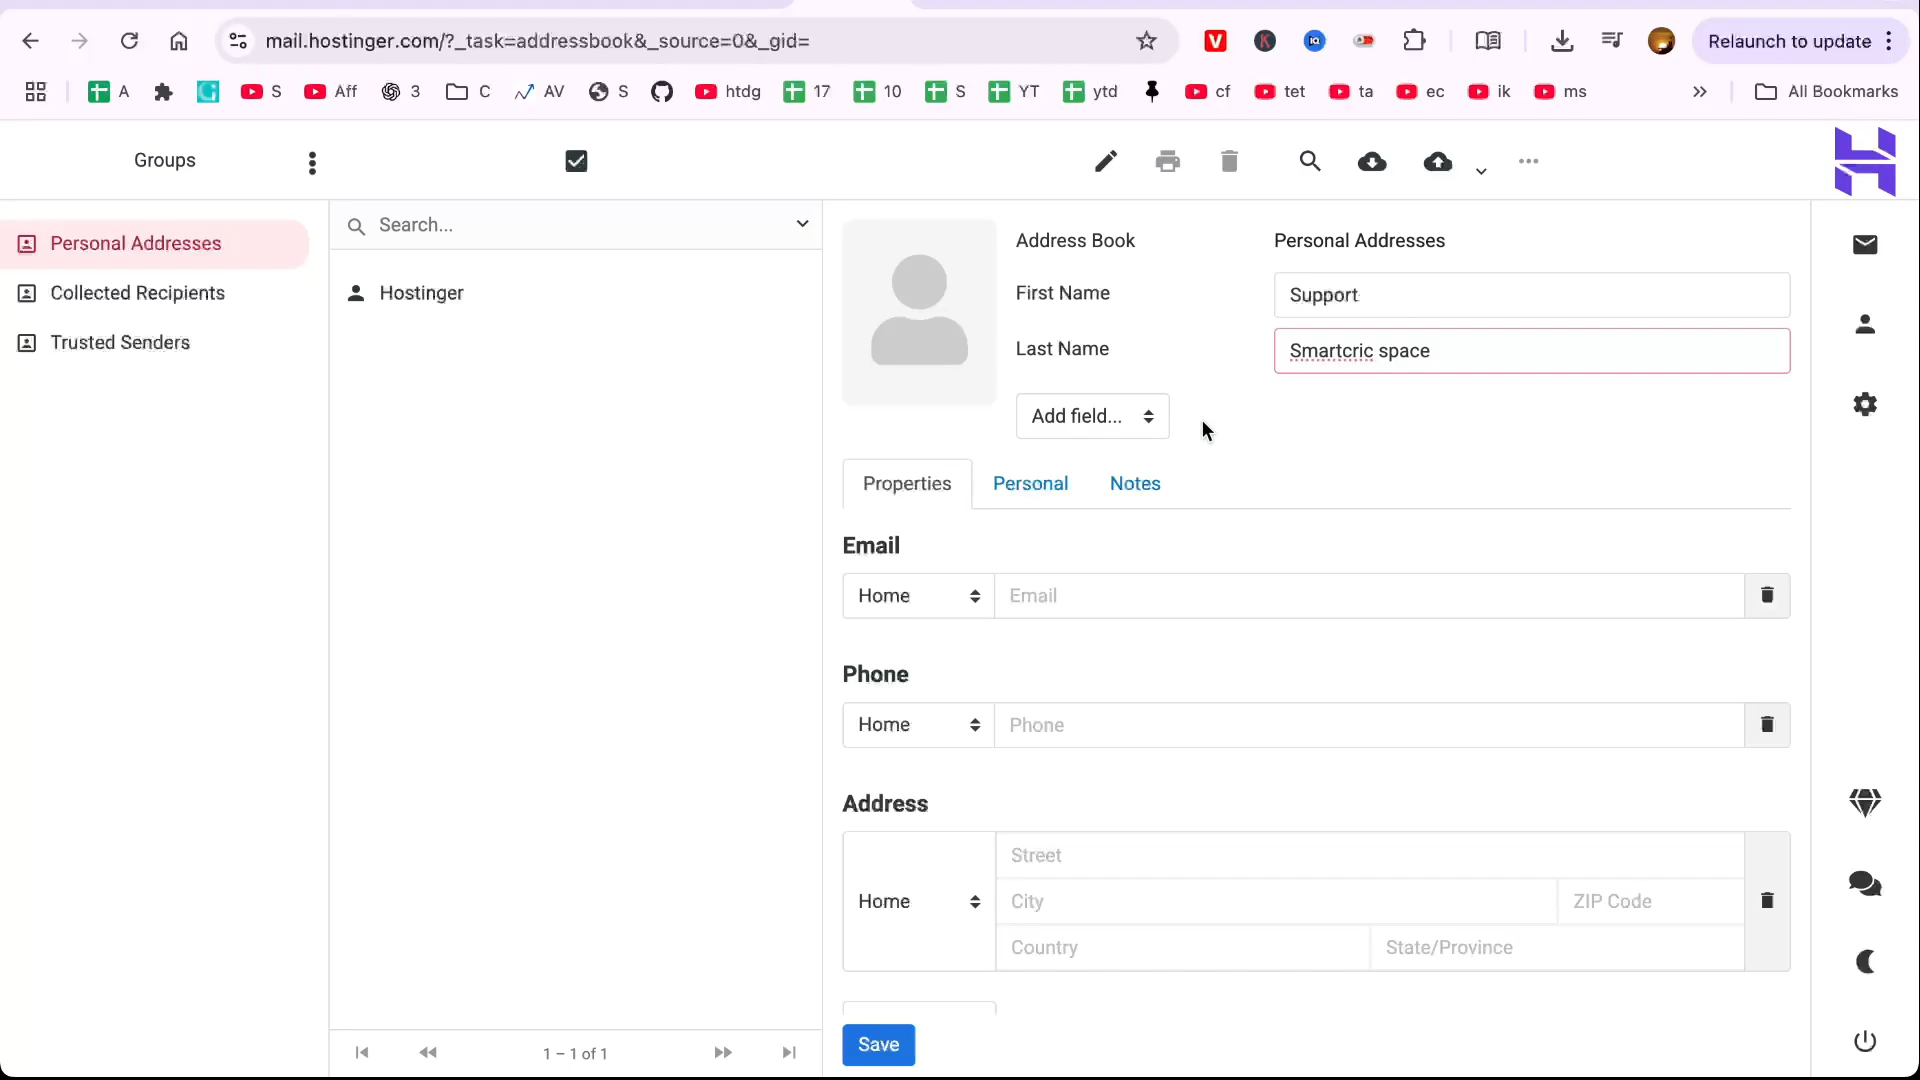 mail.hostinger.com/?_task=addressbook&_source=0&_gid=
V
K
IQ
Relaunch to update
A
S
Aff
3
C
AV
S
htdg
17
10
S
YT
ytd
cf
tet
ta
ec
ik
ms
All Bookmarks
Groups
Personal Addresses
Collected Recipients
Trusted Senders
Search...
Hostinger
1 – 1 of 1
Address Book
Personal Addresses
First Name
Support
Last Name
Smartcric space
Add field...
Properties
Personal
Notes
Email
Home
Email
Phone
Home
Phone
Address
Home
Street
City
ZIP Code
Country
State/Province
Save